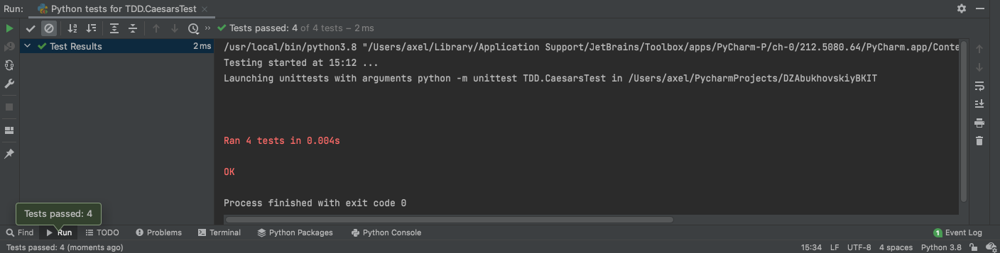 Run: Python tests for TDD.CaesarsTest
Tests passed: 4 of 4 tests – 2 ms
Test Results 2 ms
/usr/local/bin/python3.8 "/Users/axel/Library/Application Support/JetBrains/Toolbox/apps/PyCharm-P/ch-0/212.5080.64/PyCharm.app/Conte
Testing started at 15:12 ...
Launching unittests with arguments python -m unittest TDD.CaesarsTest in /Users/axel/PycharmProjects/DZAbukhovskiyBKIT
Ran 4 tests in 0.004s
OK
Process finished with exit code 0
Tests passed: 4
Find Run TODO Problems Terminal Python Packages Python Console 1 Event Log
Tests passed: 4 (moments ago) 15:34 LF UTF-8 4 spaces Python 3.8